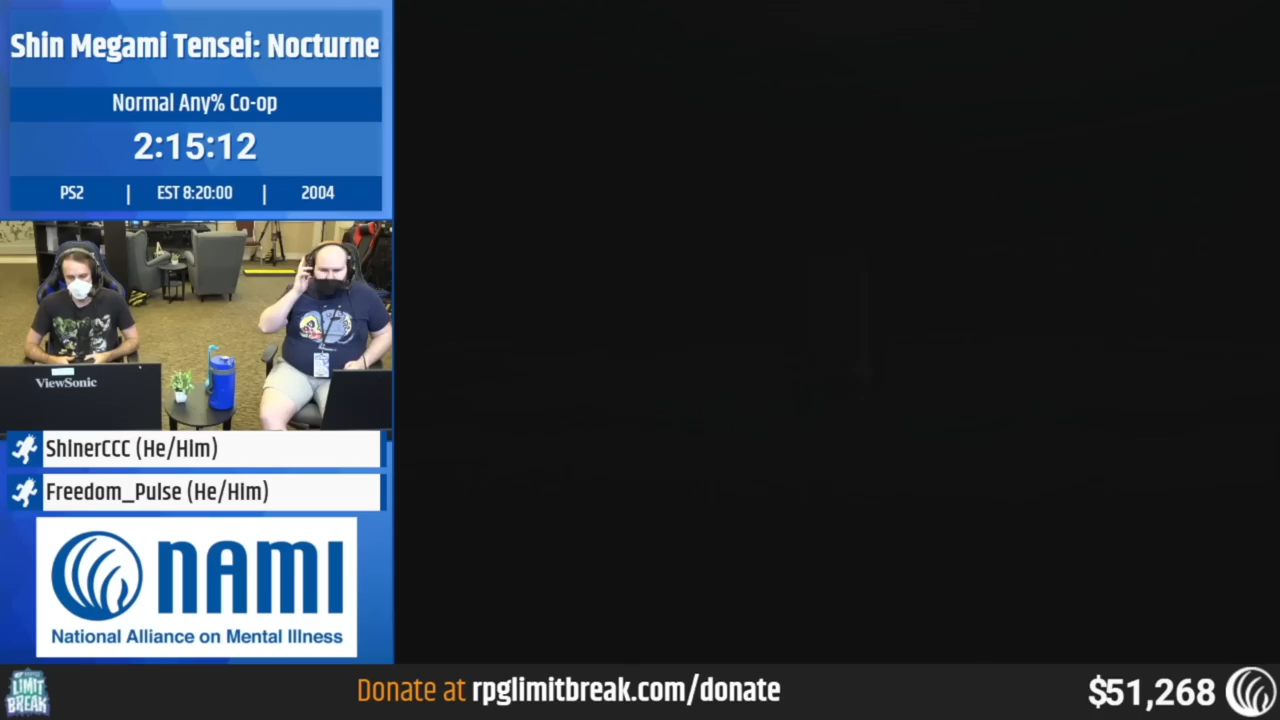 Shin Megami Tensei: Nocturne
Normal Any% Co-op
2:15:12
PS2 | EST 8:20:00 | 2004
ViewSonic
ShinerCCC (He/Him)
Freedom_Pulse (He/Him)
NAMI
National Alliance on Mental Illness
LIMIT
BREAK
Donate at rpglimitbreak.com/donate
$51,268